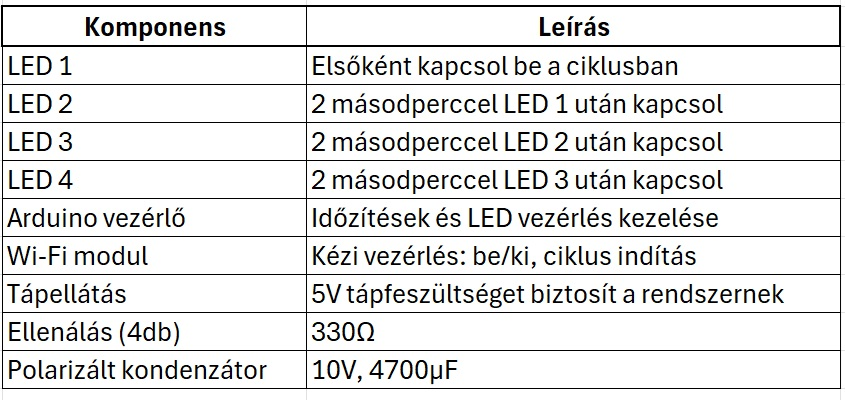 Komponens Leírás
LED 1 Elsőként kapcsol be a ciklusban
LED 2 2 másodperccel LED 1 után kapcsol
LED 3 2 másodperccel LED 2 után kapcsol
LED 4 2 másodperccel LED 3 után kapcsol
Arduino vezérlő Időzítések és LED vezérlés kezelése
Wi-Fi modul Kézi vezérlés: be/ki, ciklus indítás
Tápellátás 5V tápfeszültséget biztosít a rendszernek
Ellenálás (4db) 330Ω
Polarizált kondenzátor 10V, 4700µF